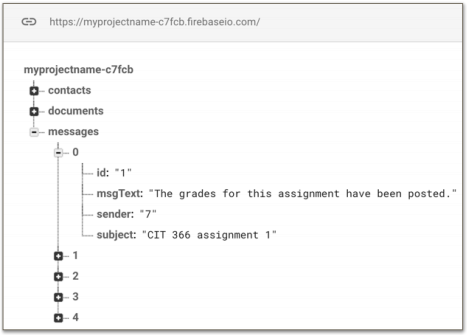 https://myprojectname-c7fcb.firebaseio.com/
myprojectname-c7fcb
contacts
documents
messages
0
id: "1"
msgText: "The grades for this assignment have been posted."
sender: "7"
subject: "CIT 366 assignment 1"
1
2
3
4